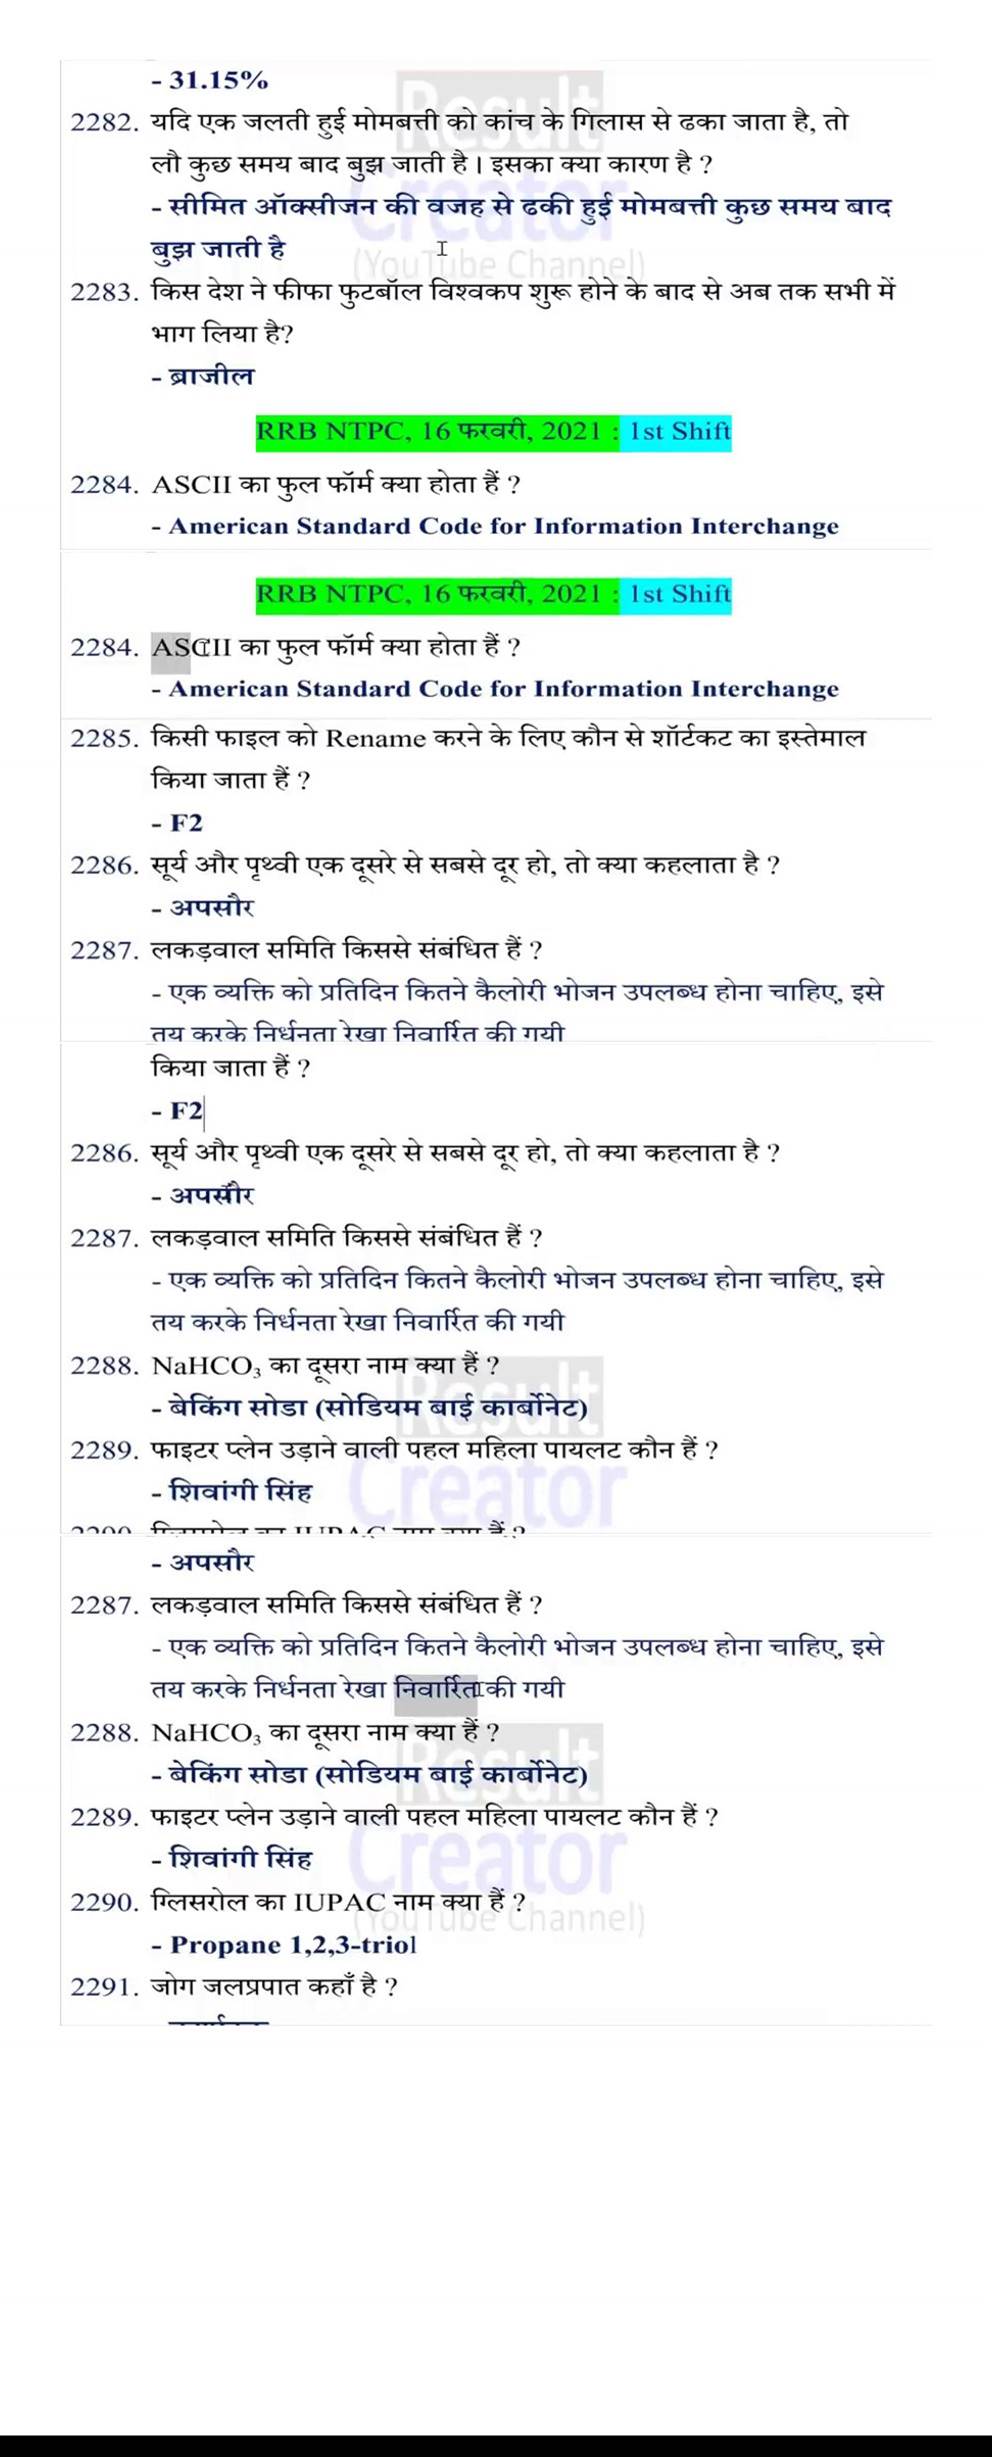 - 31.15%
2282. यदि एक जलती हुई मोमबत्ती को कांच के गिलास से ढका जाता है, तो
लौ कुछ समय बाद बुझ जाती है। इसका क्या कारण है ?
- सीमित ऑक्सीजन की वजह से ढकी हुई मोमबत्ती कुछ समय बाद
बुझ जाती है
2283. किस देश ने फीफा फुटबॉल विश्वकप शुरू होने के बाद से अब तक सभी में
भाग लिया है?
- ब्राजील
RRB NTPC, 16 फरवरी, 2021 : 1st Shift
2284. ASCII का फुल फॉर्म क्या होता हैं ?
- American Standard Code for Information Interchange
RRB NTPC, 16 फरवरी, 2021 : 1st Shift
2284. ASCII का फुल फॉर्म क्या होता हैं ?
- American Standard Code for Information Interchange
2285. किसी फाइल को Rename करने के लिए कौन से शॉर्टकट का इस्तेमाल
किया जाता हैं ?
- F2
2286. सूर्य और पृथ्वी एक दूसरे से सबसे दूर हो, तो क्या कहलाता है ?
- अपसौर
2287. लकड़वाल समिति किससे संबंधित हैं ?
- एक व्यक्ति को प्रतिदिन कितने कैलोरी भोजन उपलब्ध होना चाहिए, इसे
तय करके निर्धनता रेखा निवार्रित की गयी
किया जाता हैं ?
- F2
2286. सूर्य और पृथ्वी एक दूसरे से सबसे दूर हो, तो क्या कहलाता है ?
- अपसौर
2287. लकड़वाल समिति किससे संबंधित हैं ?
- एक व्यक्ति को प्रतिदिन कितने कैलोरी भोजन उपलब्ध होना चाहिए, इसे
तय करके निर्धनता रेखा निवार्रित की गयी
2288. NaHCO₃ का दूसरा नाम क्या हैं ?
- बेकिंग सोडा (सोडियम बाई कार्बोनेट)
2289. फाइटर प्लेन उड़ाने वाली पहल महिला पायलट कौन हैं ?
- शिवांगी सिंह
- अपसौर
2287. लकड़वाल समिति किससे संबंधित हैं ?
- एक व्यक्ति को प्रतिदिन कितने कैलोरी भोजन उपलब्ध होना चाहिए, इसे
तय करके निर्धनता रेखा निवार्रित की गयी
2288. NaHCO₃ का दूसरा नाम क्या हैं ?
- बेकिंग सोडा (सोडियम बाई कार्बोनेट)
2289. फाइटर प्लेन उड़ाने वाली पहल महिला पायलट कौन हैं ?
- शिवांगी सिंह
2290. ग्लिसरोल का IUPAC नाम क्या हैं ?
- Propane 1,2,3-triol
2291. जोग जलप्रपात कहाँ है ?
Result
Creator
(YouTube Channel)
Result
Creator
Result
Creator
(YouTube Channel)